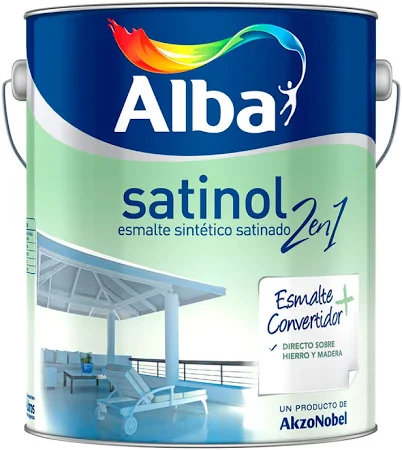 Alba
satinol
esmalte sintético satinado
2en1
Esmalte +
Convertidor
✓ DIRECTO SOBRE
HIERRO Y MADERA
UN PRODUCTO DE
AkzoNobel